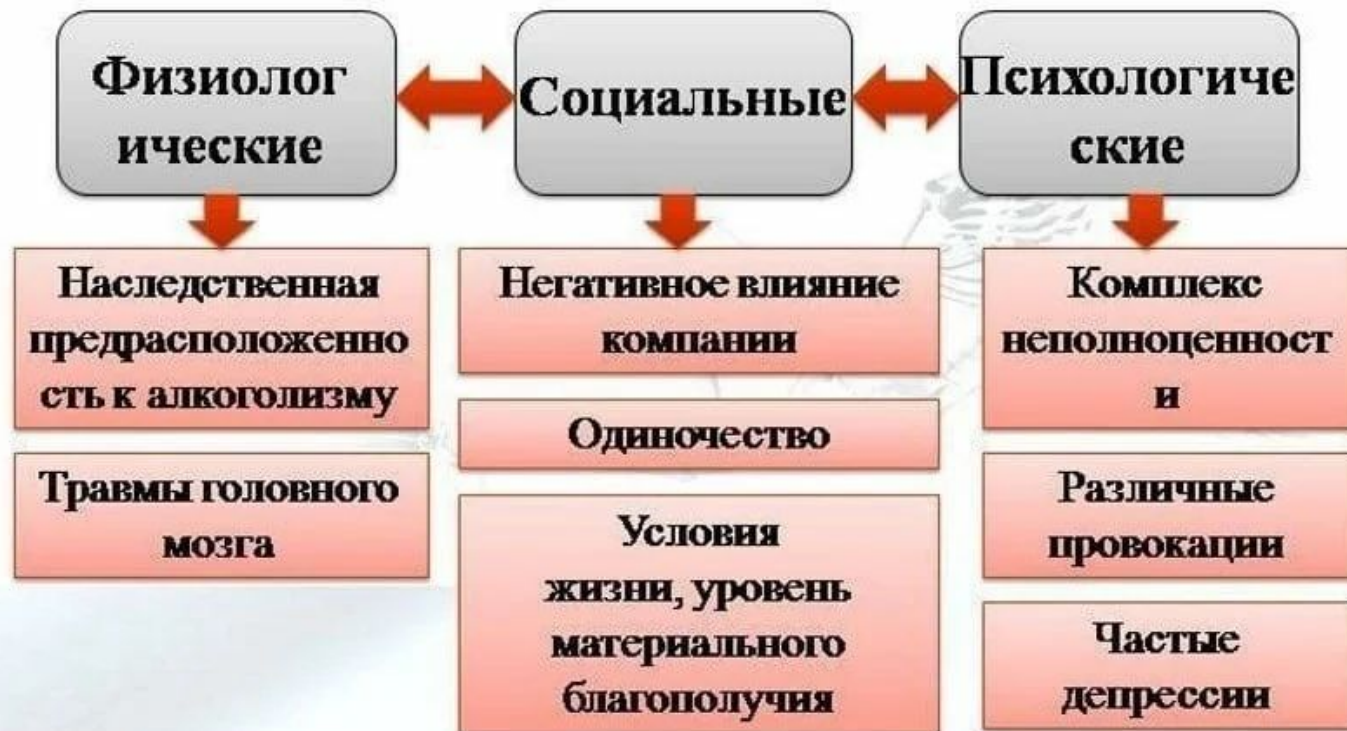 Физиолог
ические
Социальные
Психологиче
ские
Наследственная
предрасположенно
сть к алкоголизму
Травмы головного
мозга
Негативное влияние
компании
Одиночество
Условия
жизни, уровень
материального
благополучия
Комплекс
неполноценност
и
Различные
провокации
Частые
депрессии